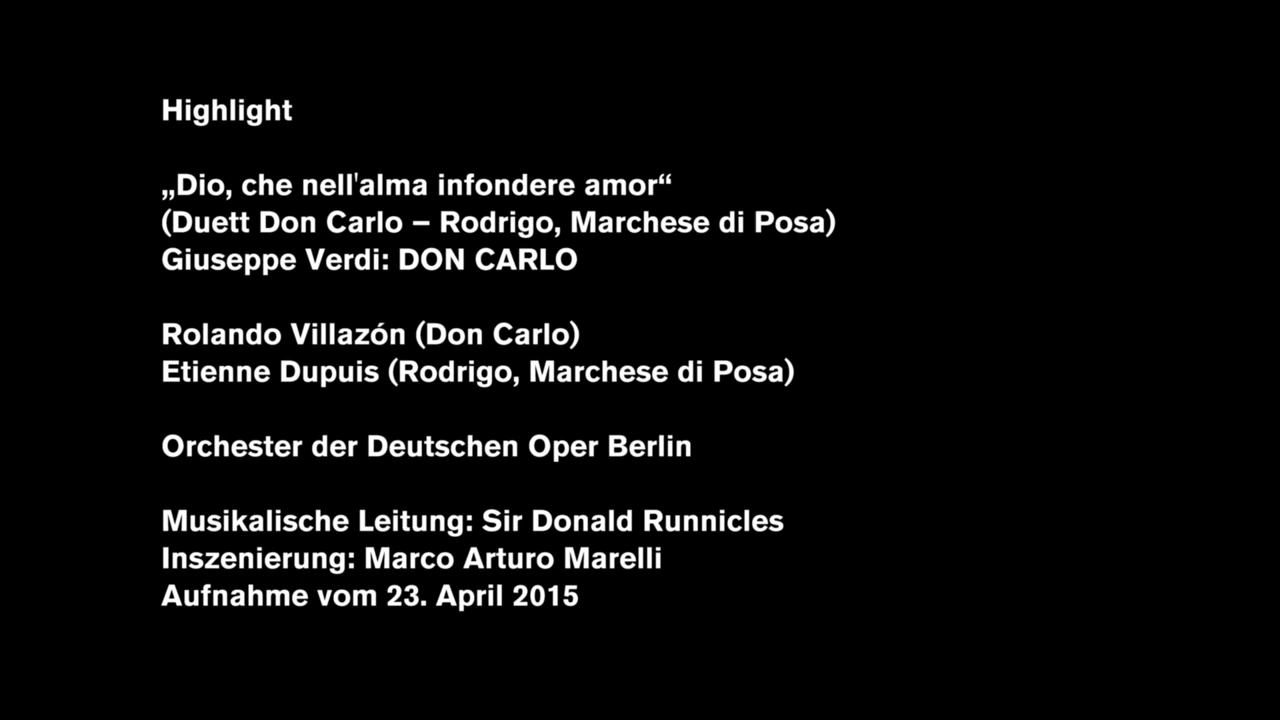 Highlight
„Dio, che nell'alma infondere amor“
(Duett Don Carlo – Rodrigo, Marchese di Posa)
Giuseppe Verdi: DON CARLO
Rolando Villazón (Don Carlo)
Etienne Dupuis (Rodrigo, Marchese di Posa)
Orchester der Deutschen Oper Berlin
Musikalische Leitung: Sir Donald Runnicles
Inszenierung: Marco Arturo Marelli
Aufnahme vom 23. April 2015